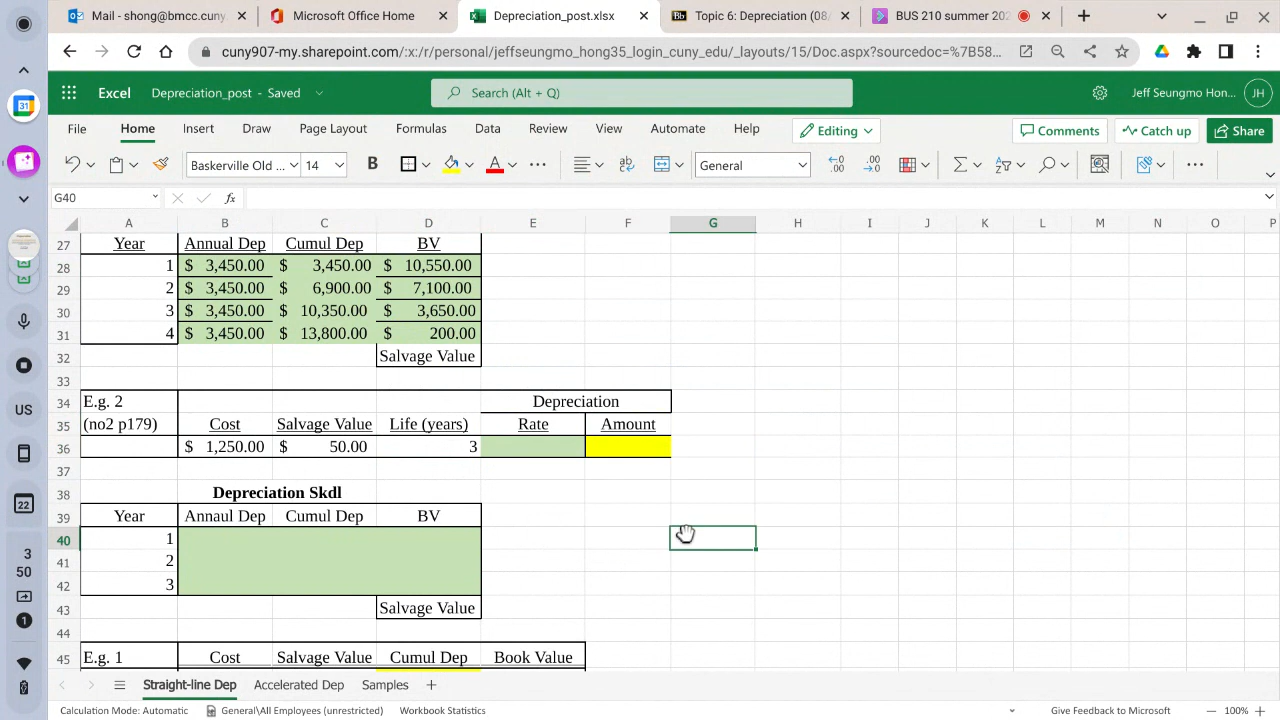 Mail - shong@bmcc.cuny.
Microsoft Office Home
Depreciation_post.xlsx
Topic 6: Depreciation (08/
BUS 210 summer 202
cuny907-my.sharepoint.com/:x:/r/personal/jeffseungmo_hong35_login_cuny_edu/_layouts/15/Doc.aspx?sourcedoc=%7B58...
Excel Depreciation_post - Saved Search (Alt + Q) Jeff Seungmo Hon... JH
File Home Insert Draw Page Layout Formulas Data Review View Automate Help Editing Comments Catch up Share
Baskerville Old ... 14 B A General
G40 fx
A B C D E F G H I J K L M N O P
27 Year Annual Dep Cumul Dep BV
28 1 $ 3,450.00 $ 3,450.00 $ 10,550.00
29 2 $ 3,450.00 $ 6,900.00 $ 7,100.00
30 3 $ 3,450.00 $ 10,350.00 $ 3,650.00
31 4 $ 3,450.00 $ 13,800.00 $ 200.00
32 Salvage Value
33
34 E.g. 2 Depreciation
35 (no2 p179) Cost Salvage Value Life (years) Rate Amount
36 $ 1,250.00 $ 50.00 3
37
38 Depreciation Skdl
39 Year Annaul Dep Cumul Dep BV
40 1
41 2
42 3
43 Salvage Value
44
45 E.g. 1 Cost Salvage Value Cumul Dep Book Value
Straight-line Dep Accelerated Dep Samples
Calculation Mode: Automatic General\All Employees (unrestricted) Workbook Statistics Give Feedback to Microsoft 100%
31
US
22
3
50
1